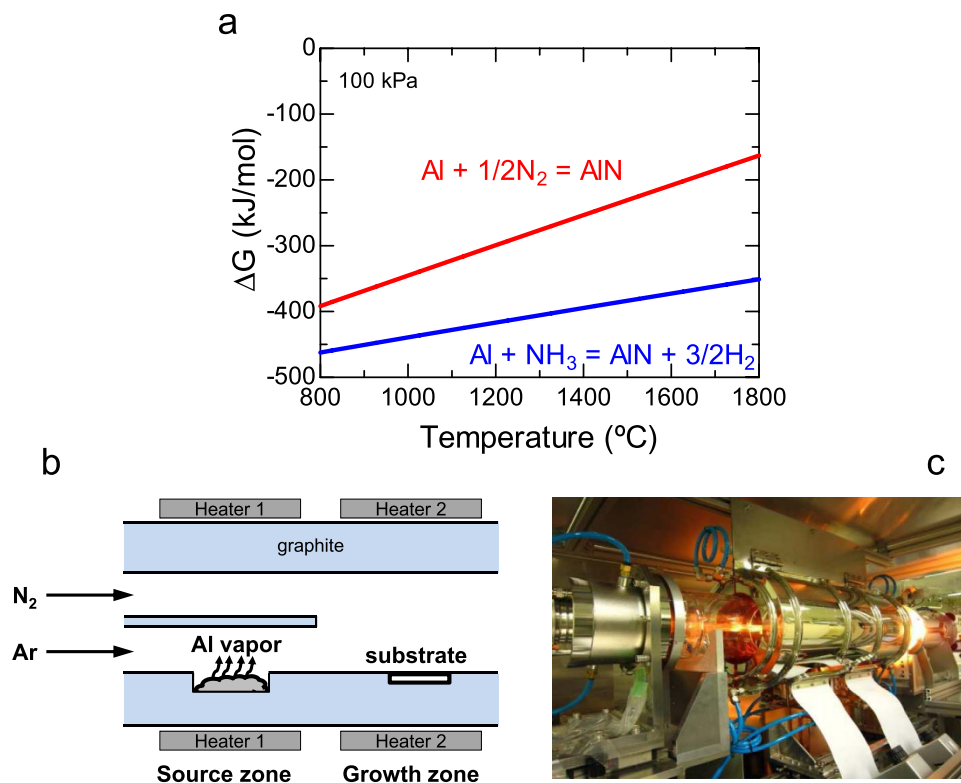 a
100 kPa
Al + 1/2N₂ = AlN
Al + NH₃ = AlN + 3/2H₂
ΔG (kJ/mol)
0
-100
-200
-300
-400
-500
800 1000 1200 1400 1600 1800
Temperature (ºC)
b
Heater 1 Heater 2
graphite
N₂
Ar
Al vapor
substrate
Heater 1 Heater 2
Source zone Growth zone
c